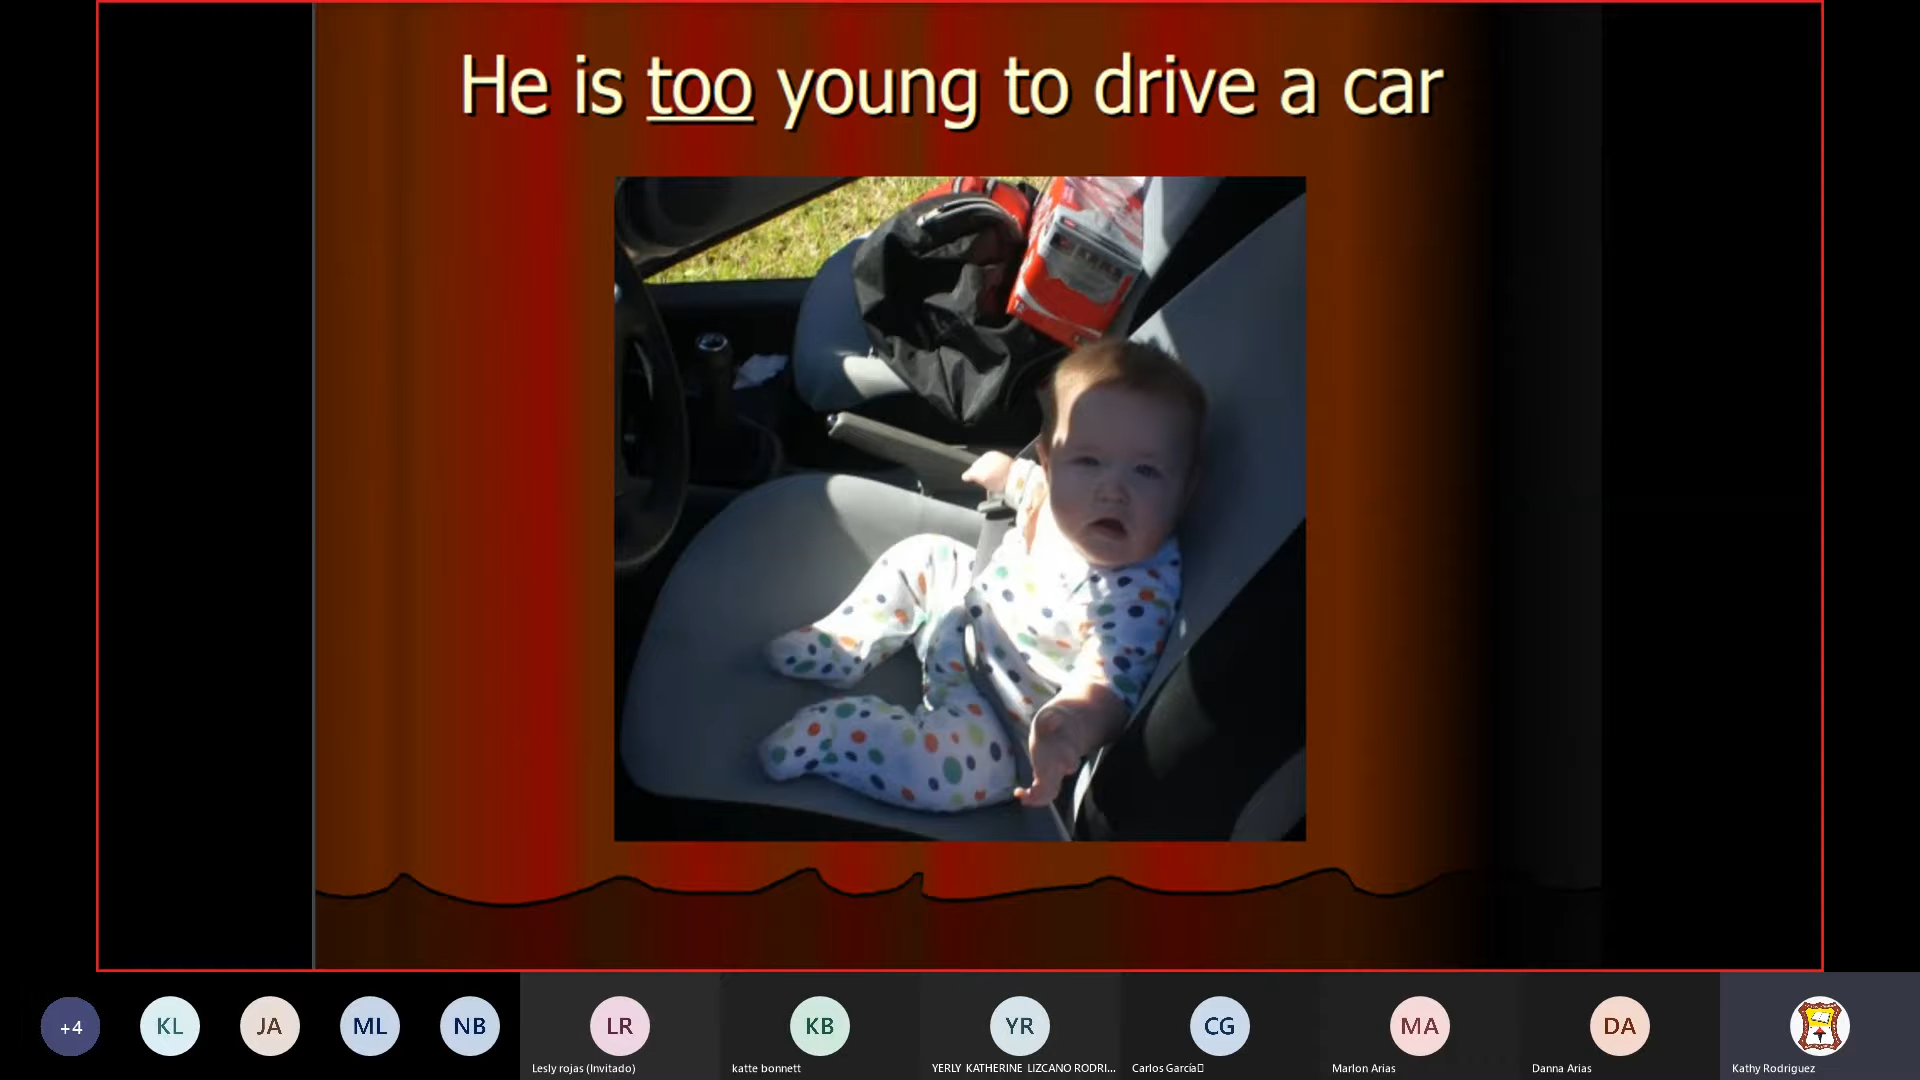 He is too young to drive a car
+4
KL
JA
ML
NB
LR
KB
YR
CG
MA
DA
Lesly rojas (Invitado)
katte bonnett
YERLY KATHERINE LIZCANO RODRI...
Carlos García
Marlon Arias
Danna Arias
Kathy Rodriguez